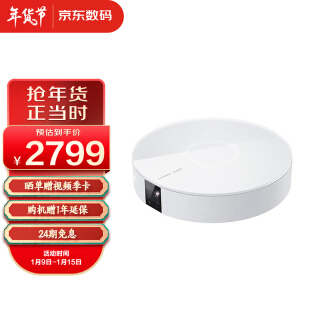 年货节
京东数码
抢年货
正当时
预估到手价
¥2799
晒单赠视频季卡
购机赠1年延保
24期免息
活动时间
1月9日-1月15日